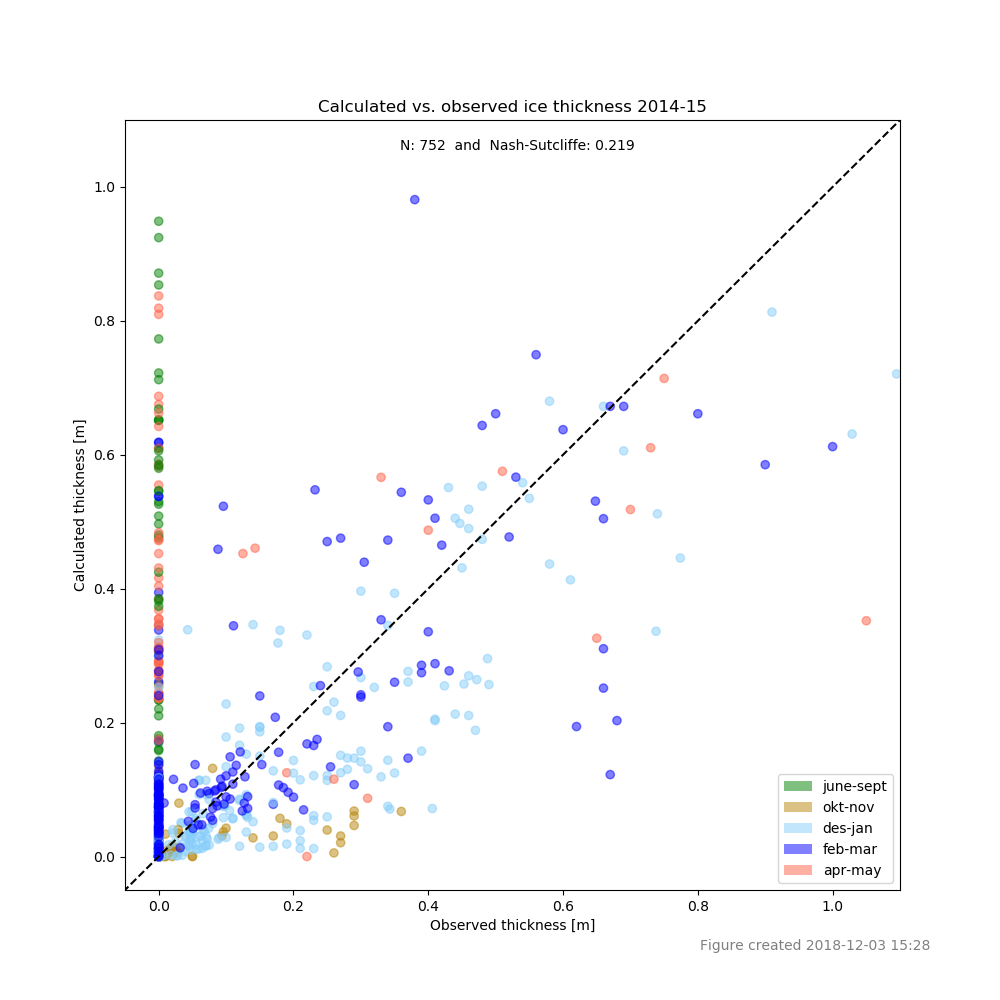 Calculated vs. observed ice thickness 2014-15
N: 752 and Nash-Sutcliffe: 0.219
1.0
0.8
0.6
0.4
0.2
0.0
Calculated thickness [m]
june-sept
okt-nov
des-jan
feb-mar
apr-may
0.0 0.2 0.4 0.6 0.8 1.0
Observed thickness [m]
Figure created 2018-12-03 15:28